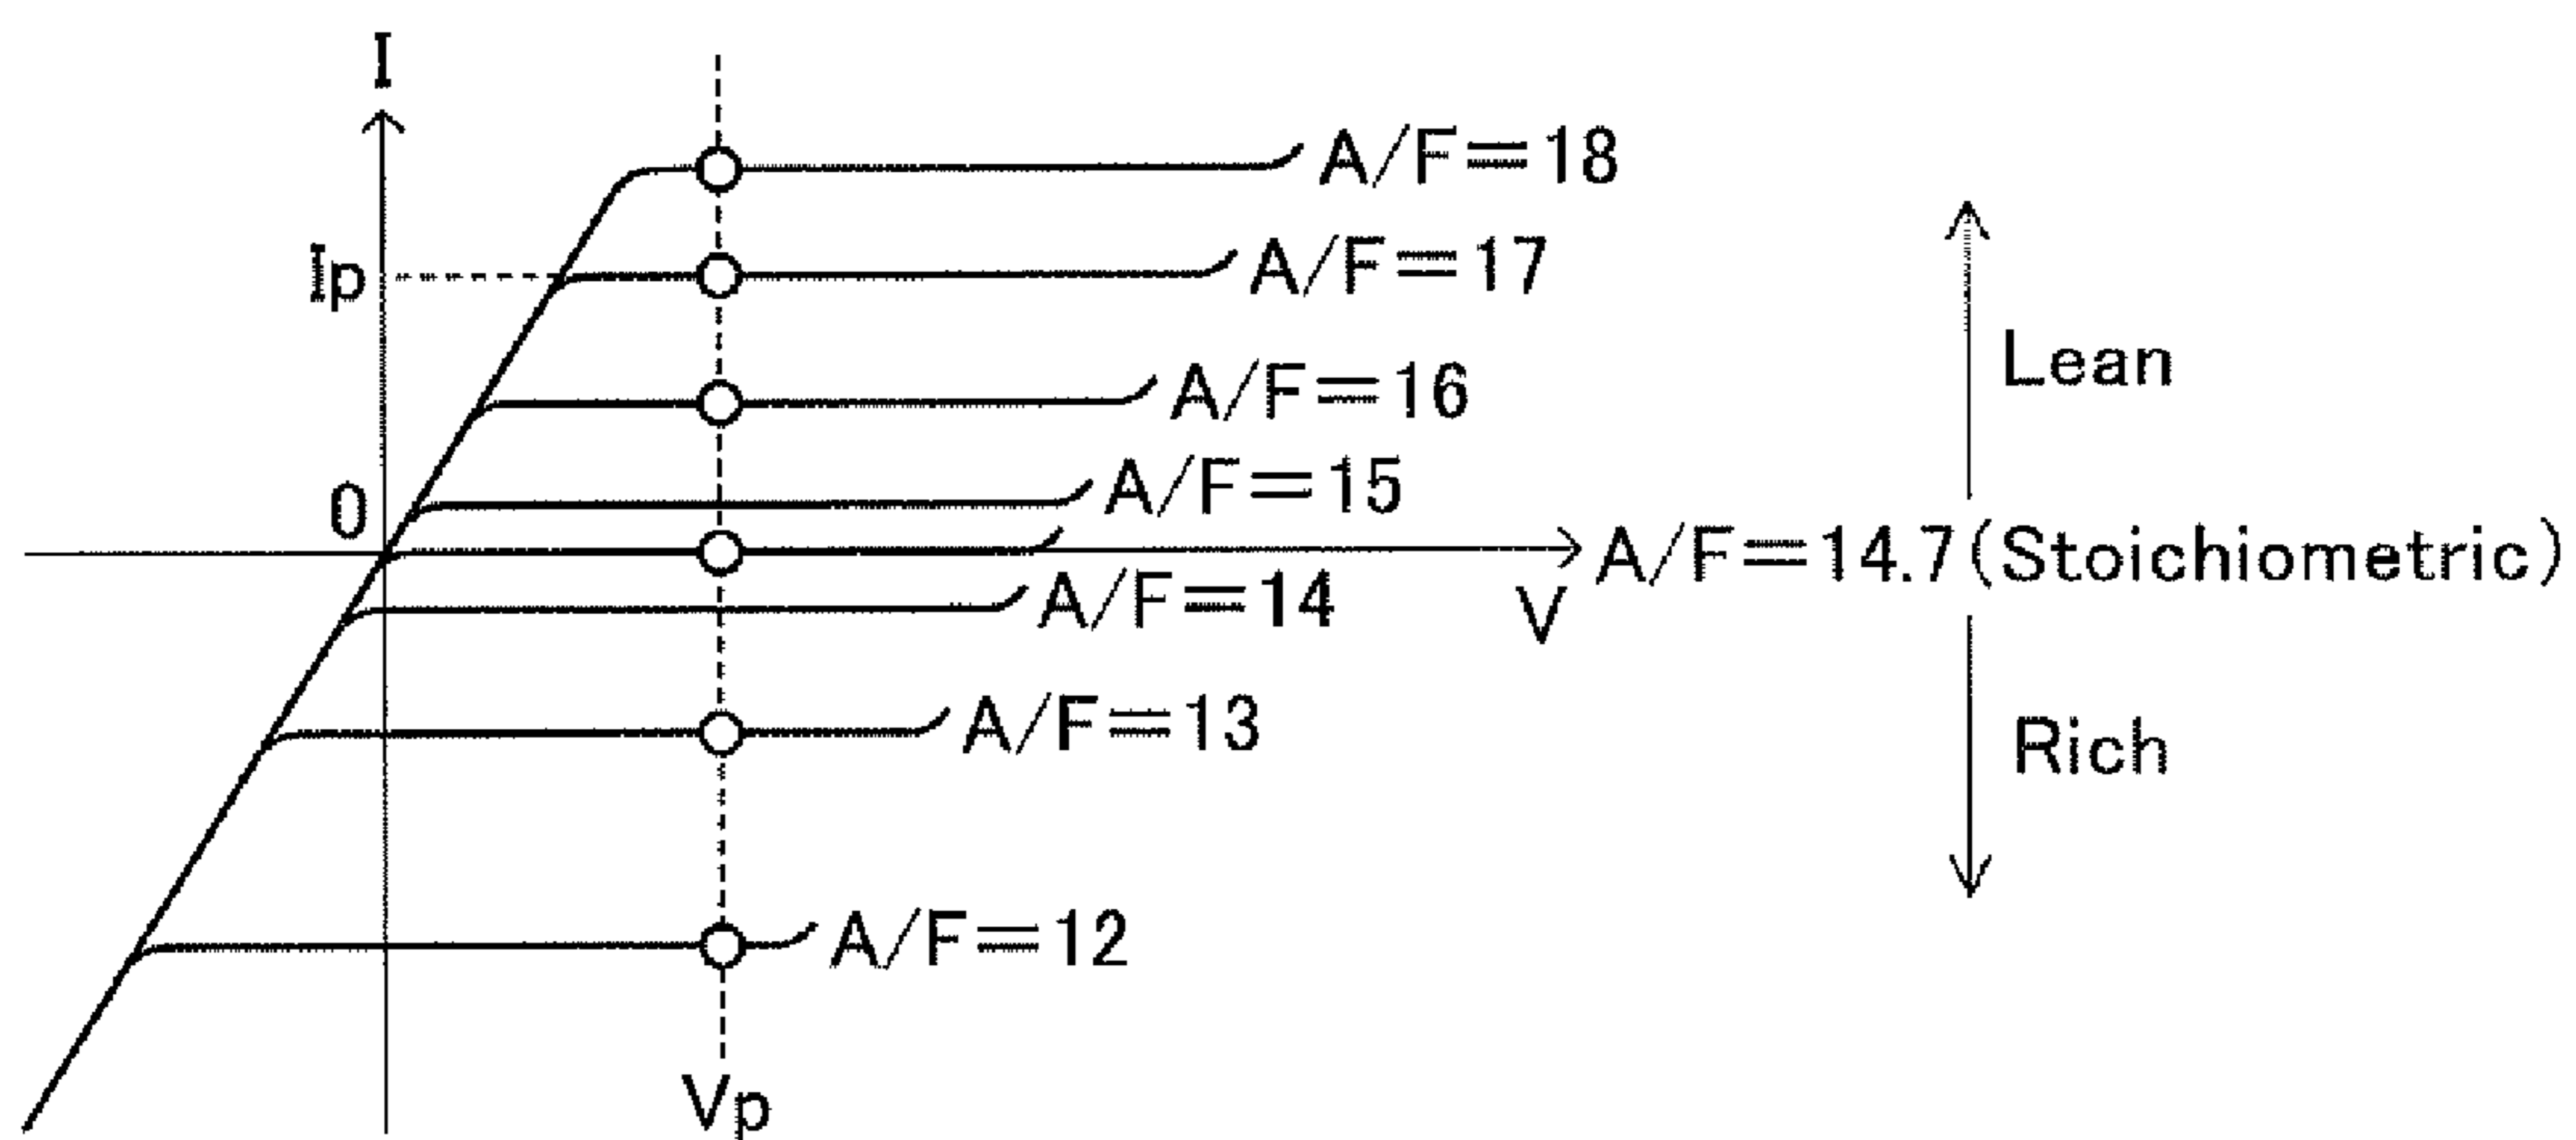 I
A/F=18
Ip
A/F=17
Lean
A/F=16
0
A/F=15
A/F=14.7(Stoichiometric)
A/F=14
V
A/F=13
Rich
A/F=12
Vp